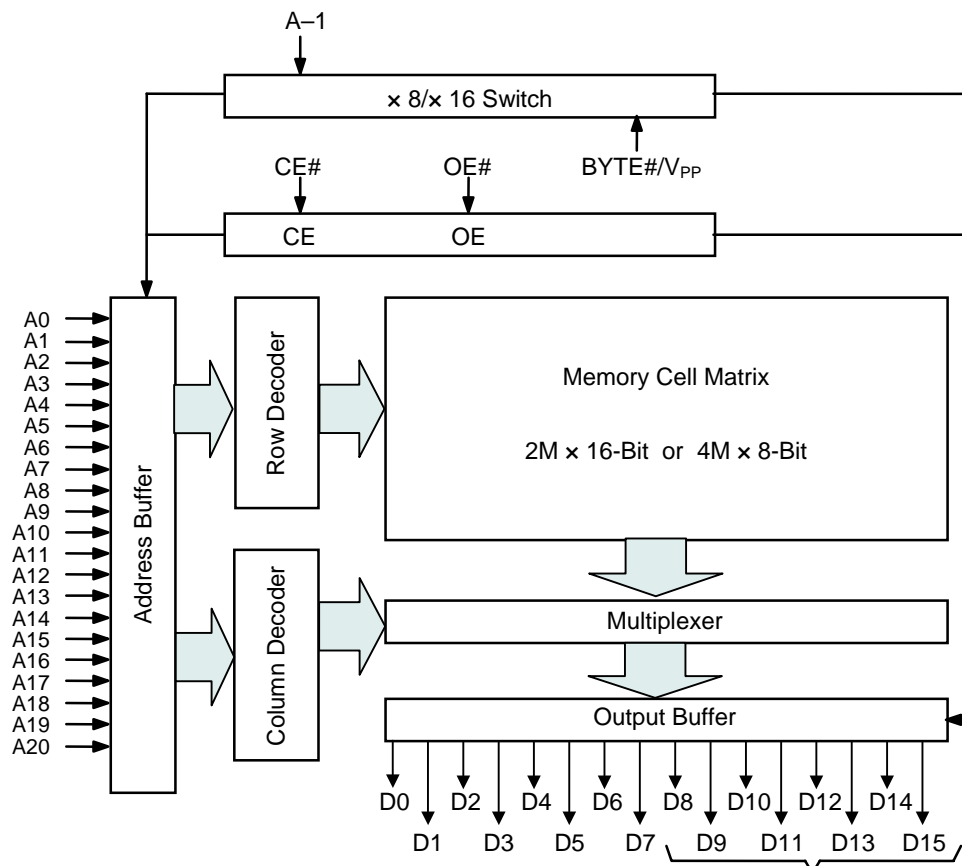 A–1
× 8/× 16 Switch
CE#
OE#
BYTE#/VPP
CE
OE
A0
A1
A2
A3
A4
A5
A6
A7
A8
A9
A10
A11
A12
A13
A14
A15
A16
A17
A18
A19
A20
Address Buffer
Row Decoder
Column Decoder
Memory Cell Matrix
2M × 16-Bit or 4M × 8-Bit
Multiplexer
Output Buffer
D0 D2 D4 D6 D8 D10 D12 D14
D1 D3 D5 D7 D9 D11 D13 D15